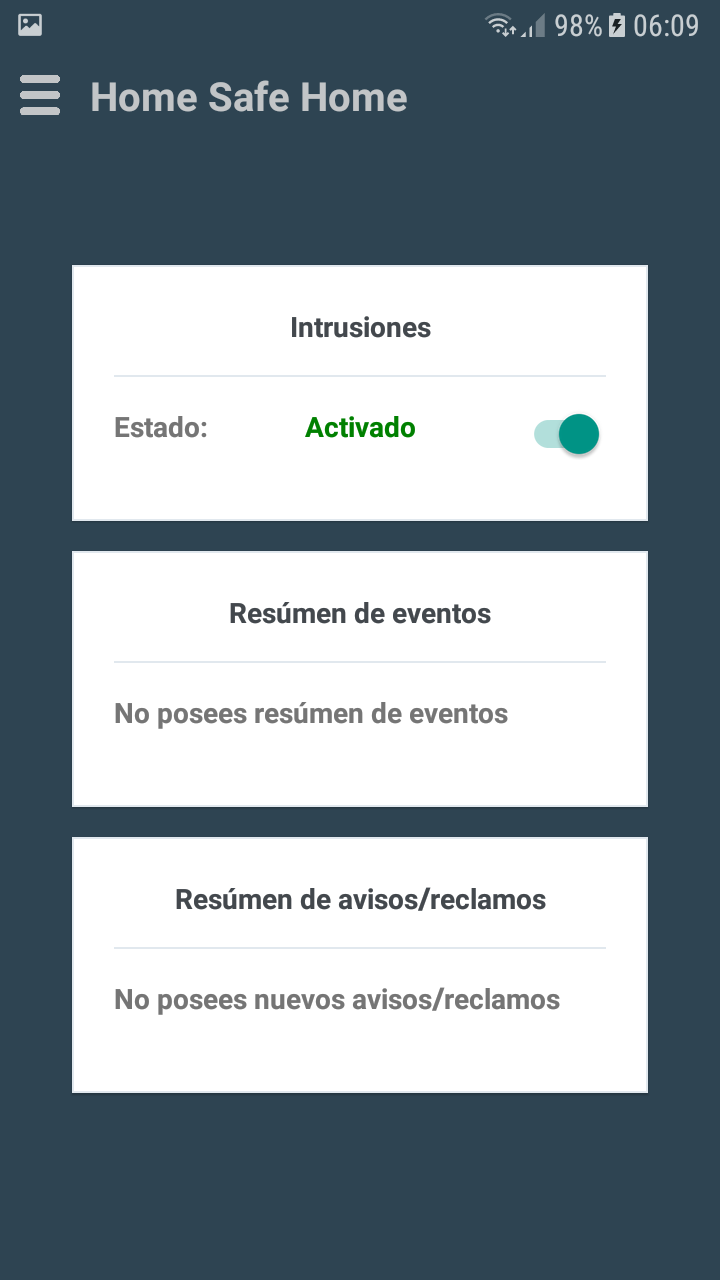 98% 06:09
Home Safe Home
Intrusiones
Estado: Activado
Resúmen de eventos
No posees resúmen de eventos
Resúmen de avisos/reclamos
No posees nuevos avisos/reclamos